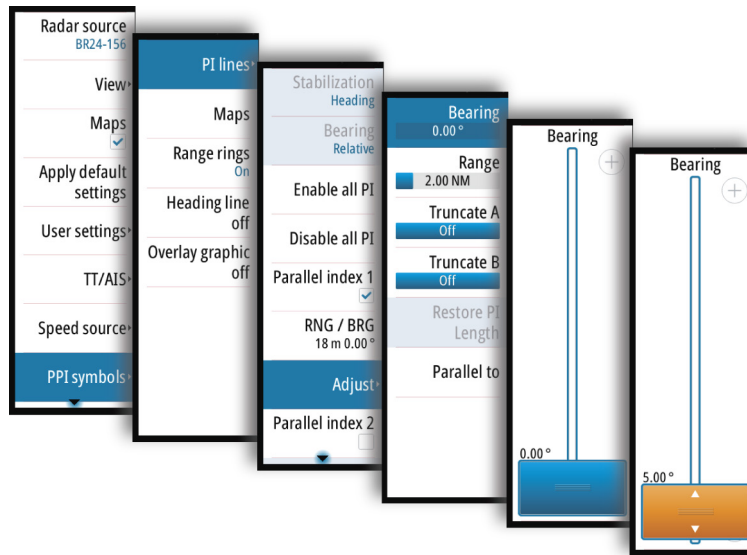 Radar source
BR24-156
View
Maps
Apply default
settings
User settings
TT/AIS
Speed source
PPI symbols
PI lines
Maps
Range rings
On
Heading line
off
Overlay graphic
off
Stabilization
Heading
Bearing
Relative
Enable all PI
Disable all PI
Parallel index 1
RNG / BRG
18 m 0.00 °
Adjust
Parallel index 2
Bearing
0.00 °
Range
2.00 NM
Truncate A
Off
Truncate B
Off
Restore PI
Length
Parallel to
Bearing
0.00 °
Bearing
5.00 °